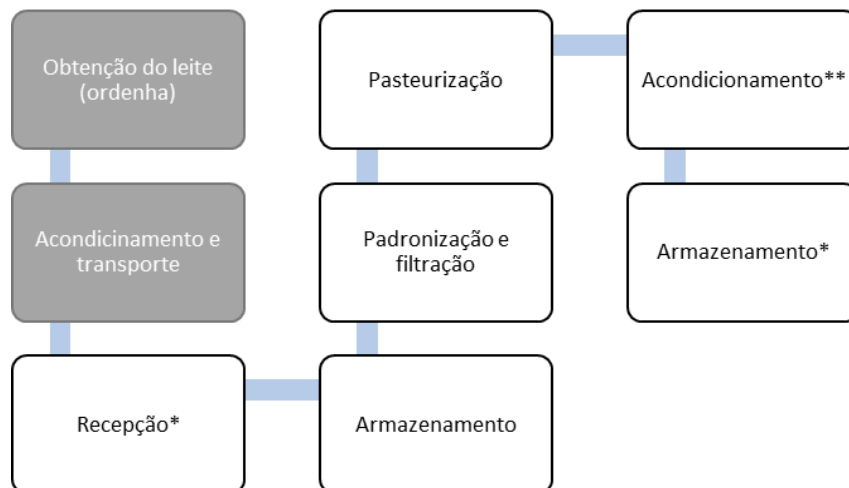 Obtenção do leite
(ordenha)
Acondicinamento e
transporte
Recepção*
Armazenamento
Padronização e
filtração
Pasteurização
Acondicionamento**
Armazenamento*